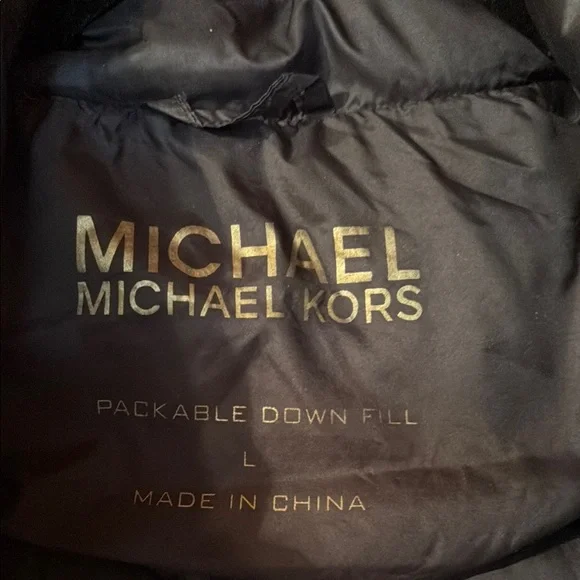 MICHAEL
MICHAEL KORS
PACKABLE DOWN FILL
L
MADE IN CHINA